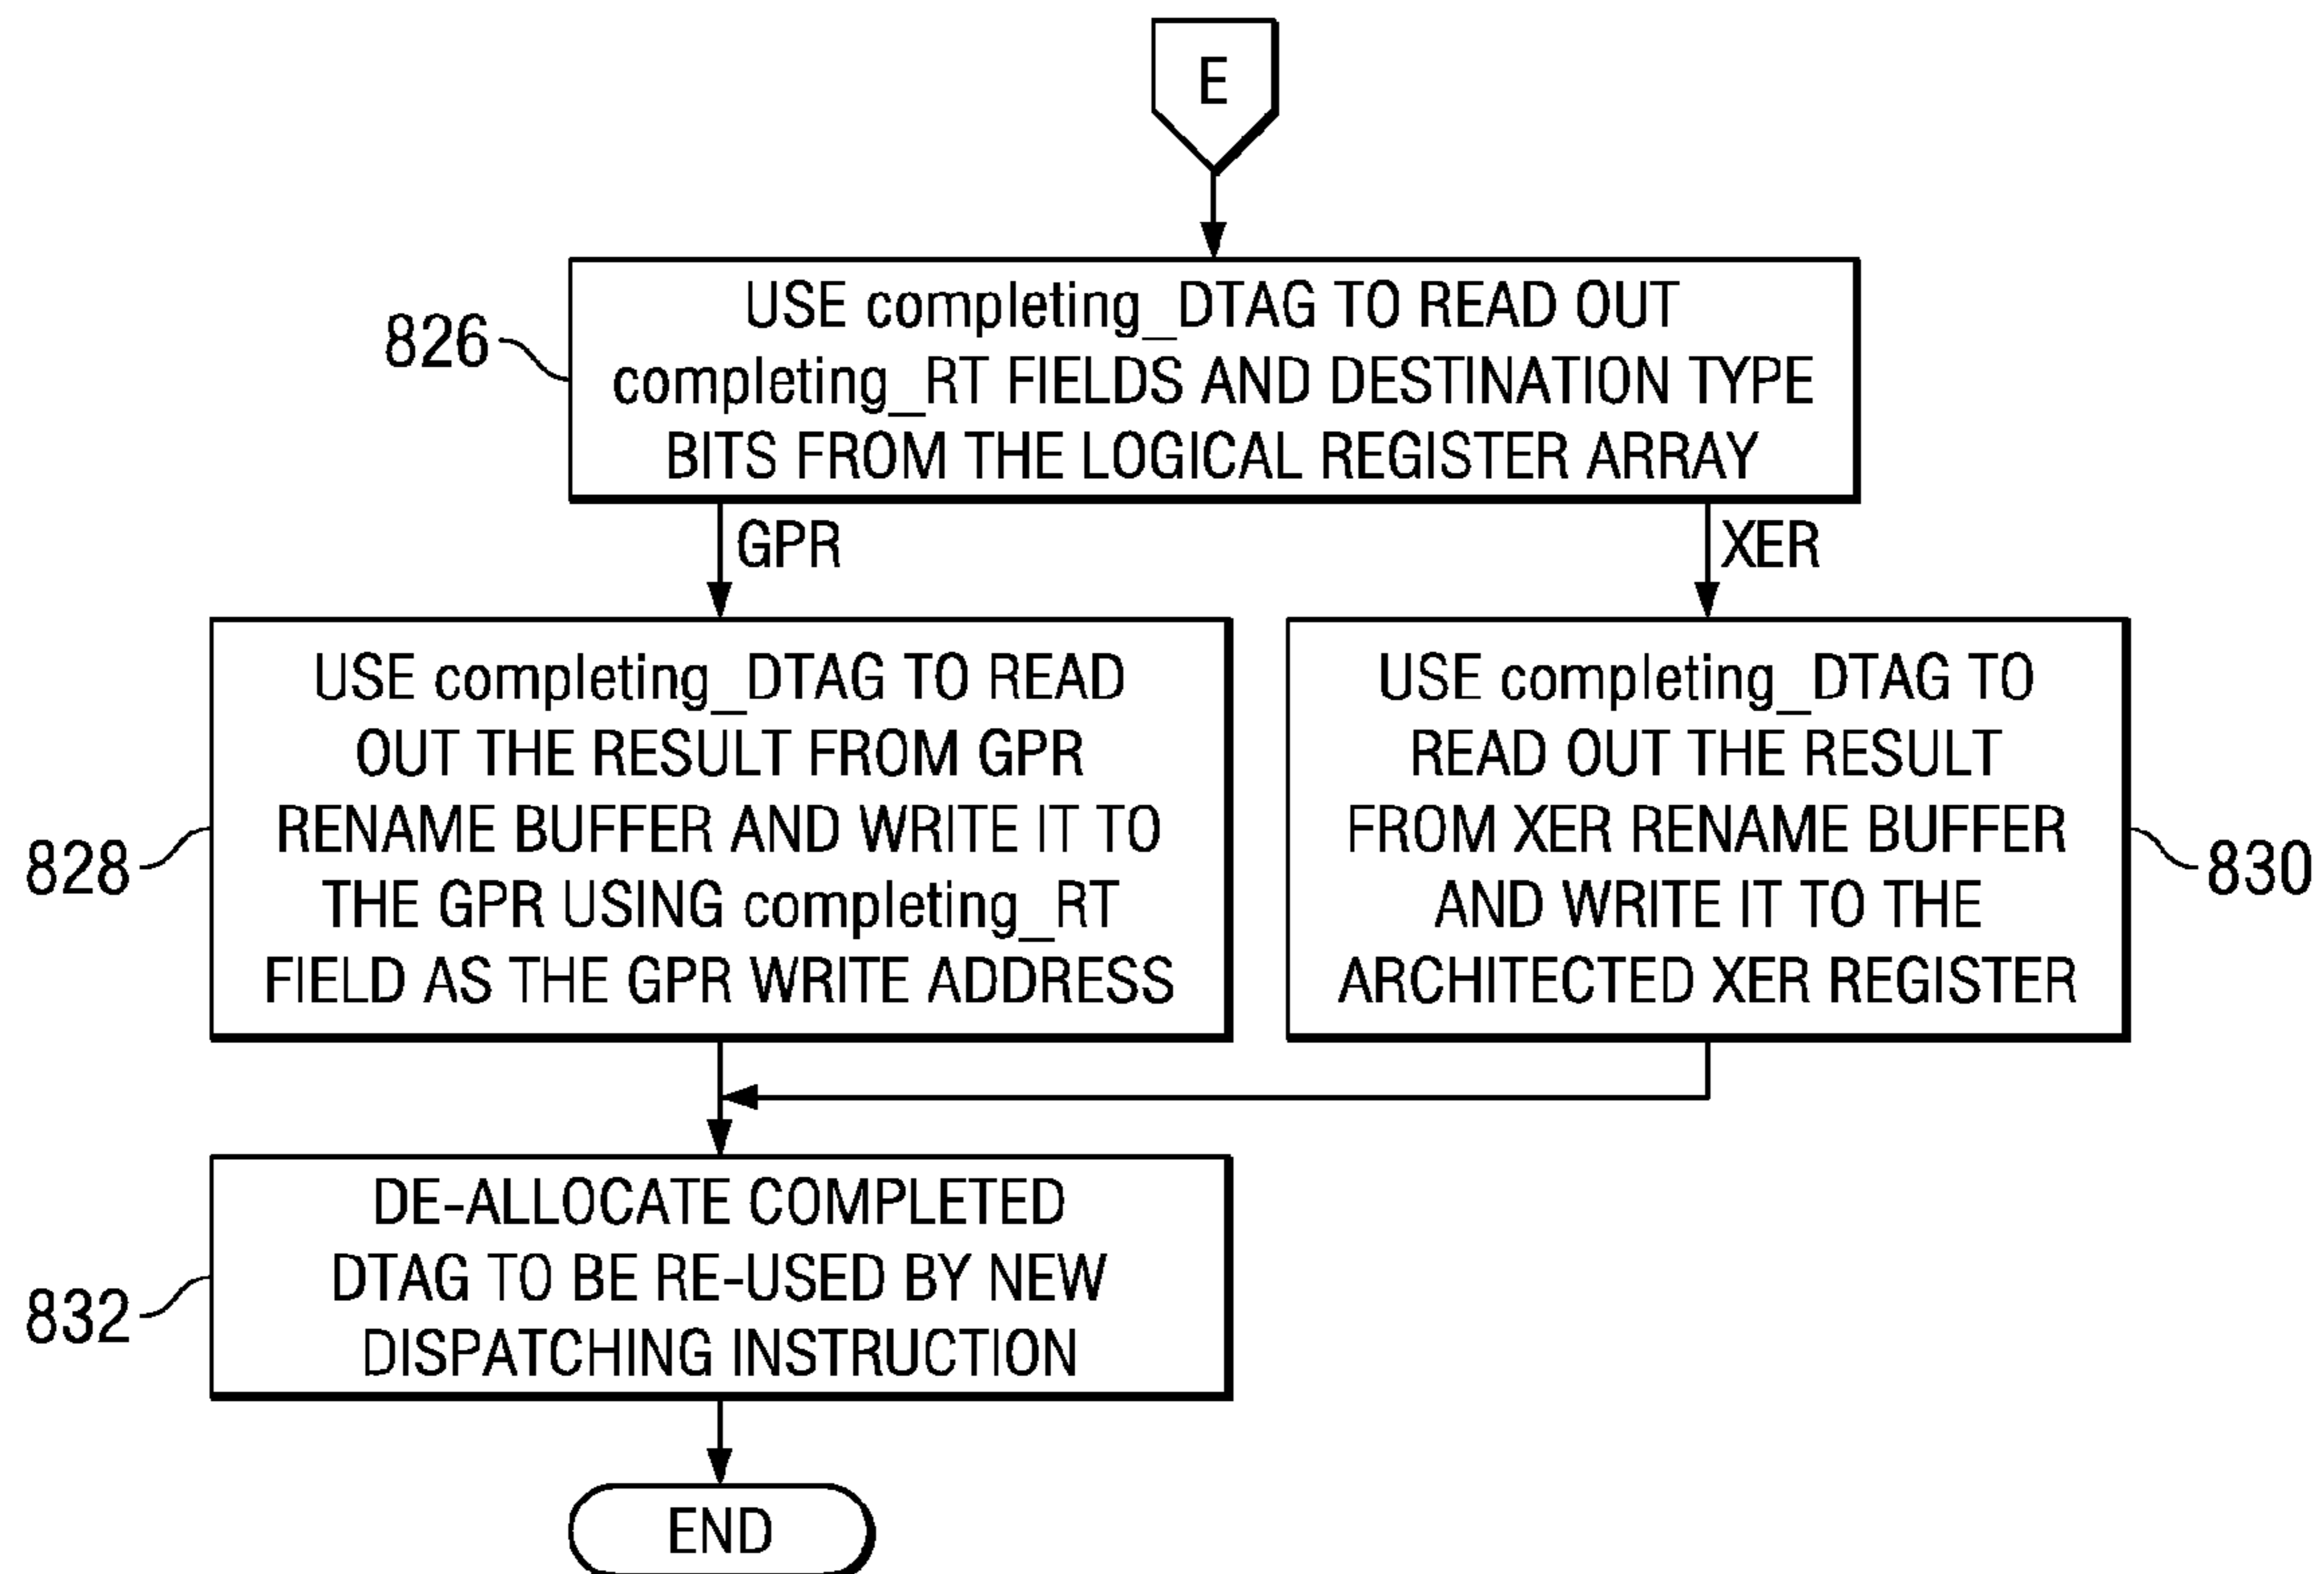 E
826
USE completing_DTAG TO READ OUT
completing_RT FIELDS AND DESTINATION TYPE
BITS FROM THE LOGICAL REGISTER ARRAY
GPR
XER
828
USE completing_DTAG TO READ
OUT THE RESULT FROM GPR
RENAME BUFFER AND WRITE IT TO
THE GPR USING completing_RT
FIELD AS THE GPR WRITE ADDRESS
USE completing_DTAG TO
READ OUT THE RESULT
FROM XER RENAME BUFFER
AND WRITE IT TO THE
ARCHITECTED XER REGISTER
830
832
DE-ALLOCATE COMPLETED
DTAG TO BE RE-USED BY NEW
DISPATCHING INSTRUCTION
END